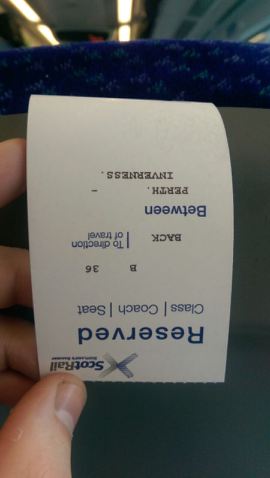 ScotRail
Scotland's Railway
Reserved
Class | Coach | Seat
B 36
To direction
of travel
BACK
Between
PERTH. -
INVERNESS.